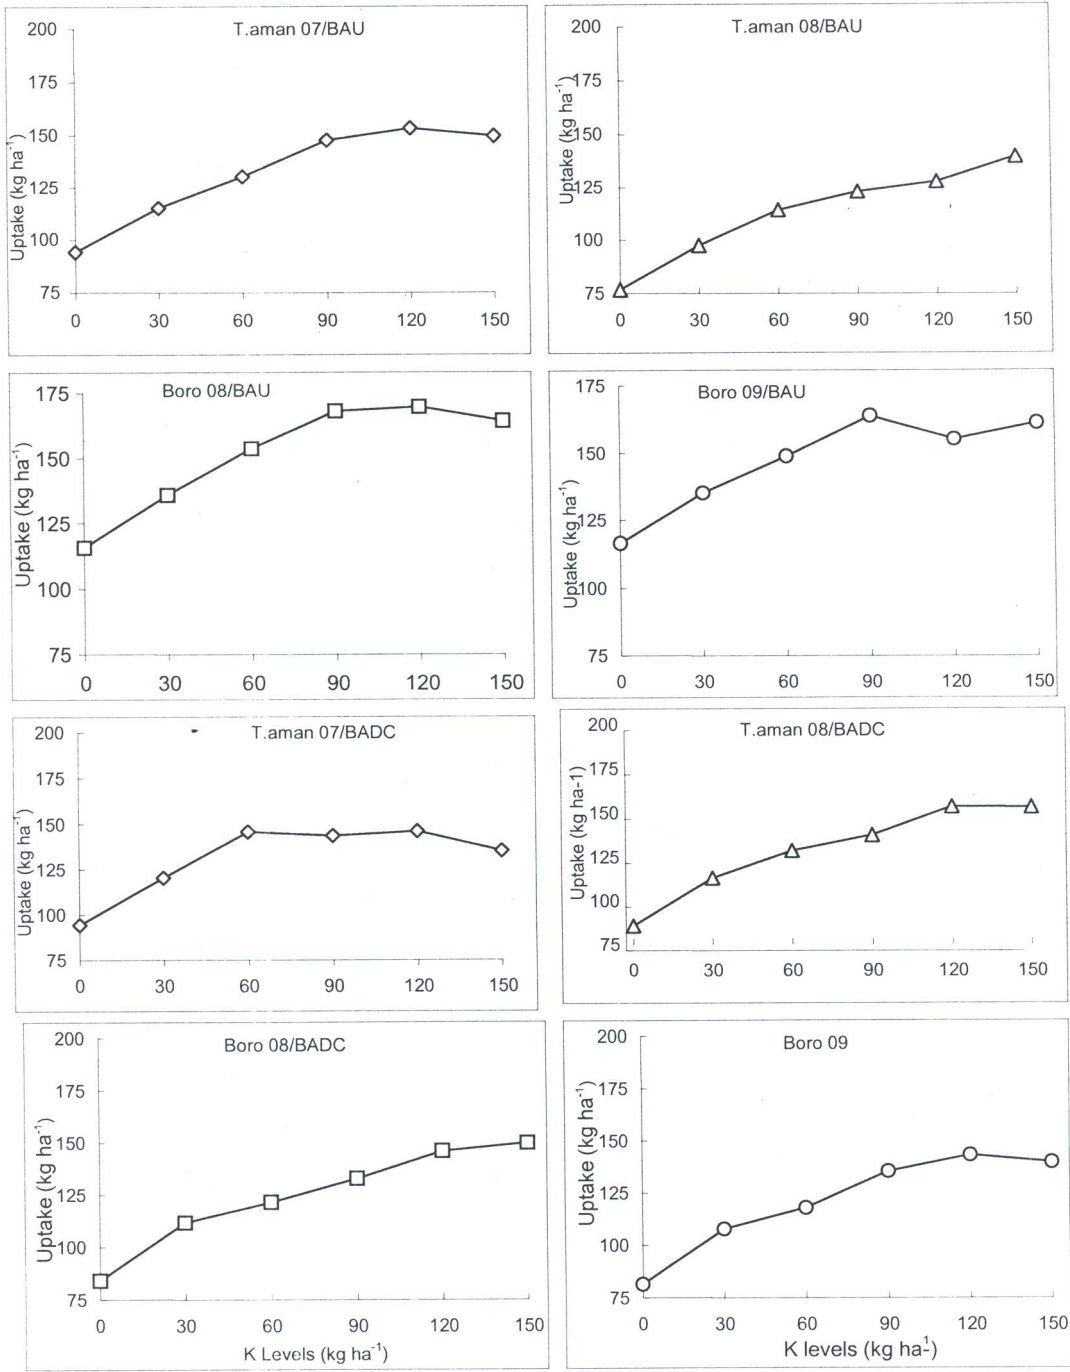 T.aman 07/BAU
200
175
150
125
100
75
Uptake (kg ha-1)
0 30 60 90 120 150
T.aman 08/BAU
200
175
150
125
100
75
Uptake (kg ha-1)
0 30 60 90 120 150
Boro 08/BAU
175
150
125
100
75
Uptake (kg ha-1)
0 30 60 90 120 150
Boro 09/BAU
175
150
125
100
75
Uptake (kg ha-1)
0 30 60 90 120 150
T.aman 07/BADC
200
175
150
125
100
75
Uptake (kg ha-1)
0 30 60 90 120 150
T.aman 08/BADC
200
175
150
125
100
75
Uptake (kg ha-1)
0 30 60 90 120 150
Boro 08/BADC
200
175
150
125
100
75
Uptake (kg ha-1)
0 30 60 90 120 150
K Levels (kg ha-1)
Boro 09
200
175
150
125
100
75
Uptake (kg ha-1)
0 30 60 90 120 150
K levels (kg ha-1)